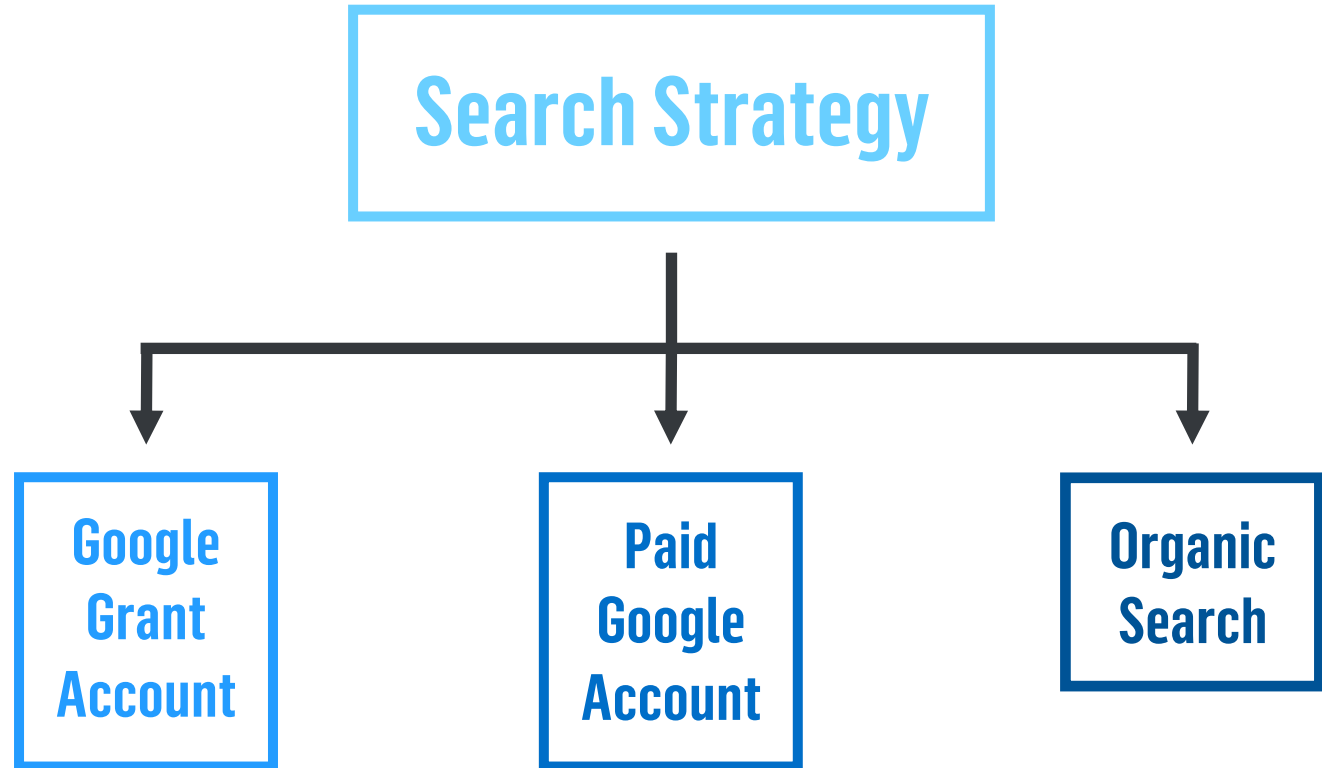 Search Strategy
Google
Grant
Account
Paid
Google
Account
Organic
Search